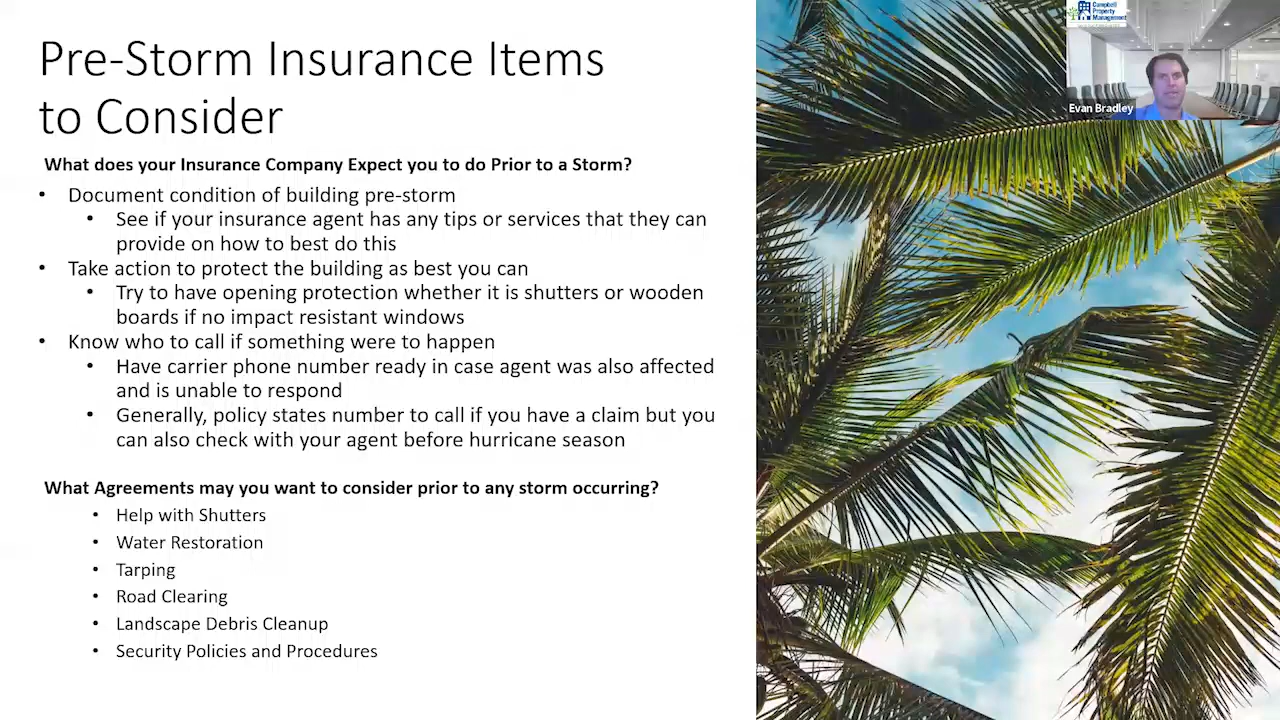 Pre-Storm Insurance Items
to Consider
What does your Insurance Company Expect you to do Prior to a Storm?
• Document condition of building pre-storm
• See if your insurance agent has any tips or services that they can
provide on how to best do this
• Take action to protect the building as best you can
• Try to have opening protection whether it is shutters or wooden
boards if no impact resistant windows
• Know who to call if something were to happen
• Have carrier phone number ready in case agent was also affected
and is unable to respond
• Generally, policy states number to call if you have a claim but you
can also check with your agent before hurricane season
What Agreements may you want to consider prior to any storm occurring?
• Help with Shutters
• Water Restoration
• Tarping
• Road Clearing
• Landscape Debris Cleanup
• Security Policies and Procedures
Campbell
Property
Management
Evan Bradley